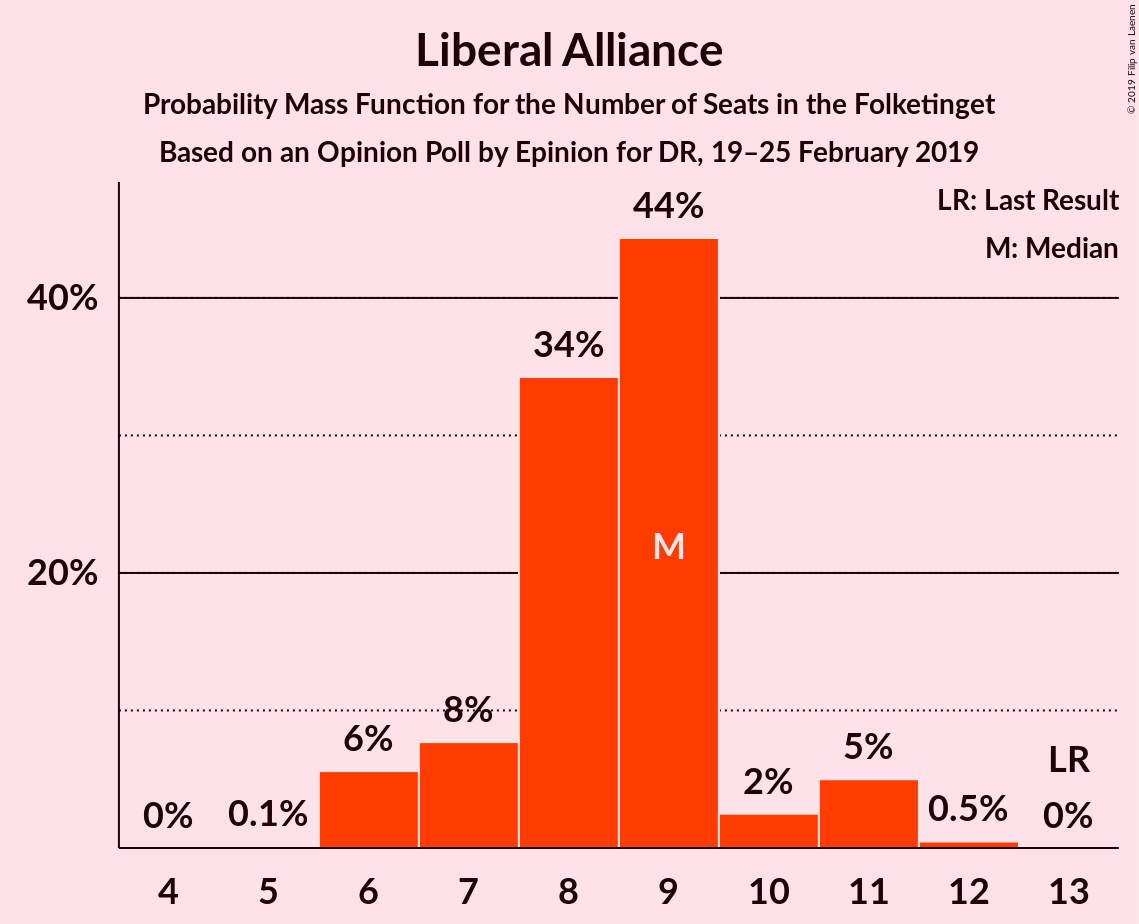 Liberal Alliance
Probability Mass Function for the Number of Seats in the Folketinget
Based on an Opinion Poll by Epinion for DR, 19–25 February 2019
© 2019 Filip van Laenen
LR: Last Result
M: Median
44%
40%
34%
M
20%
8%
6%
5%
2%
LR
0%
0.1%
0.5%
0%
4 5 6 7 8 9 10 11 12 13